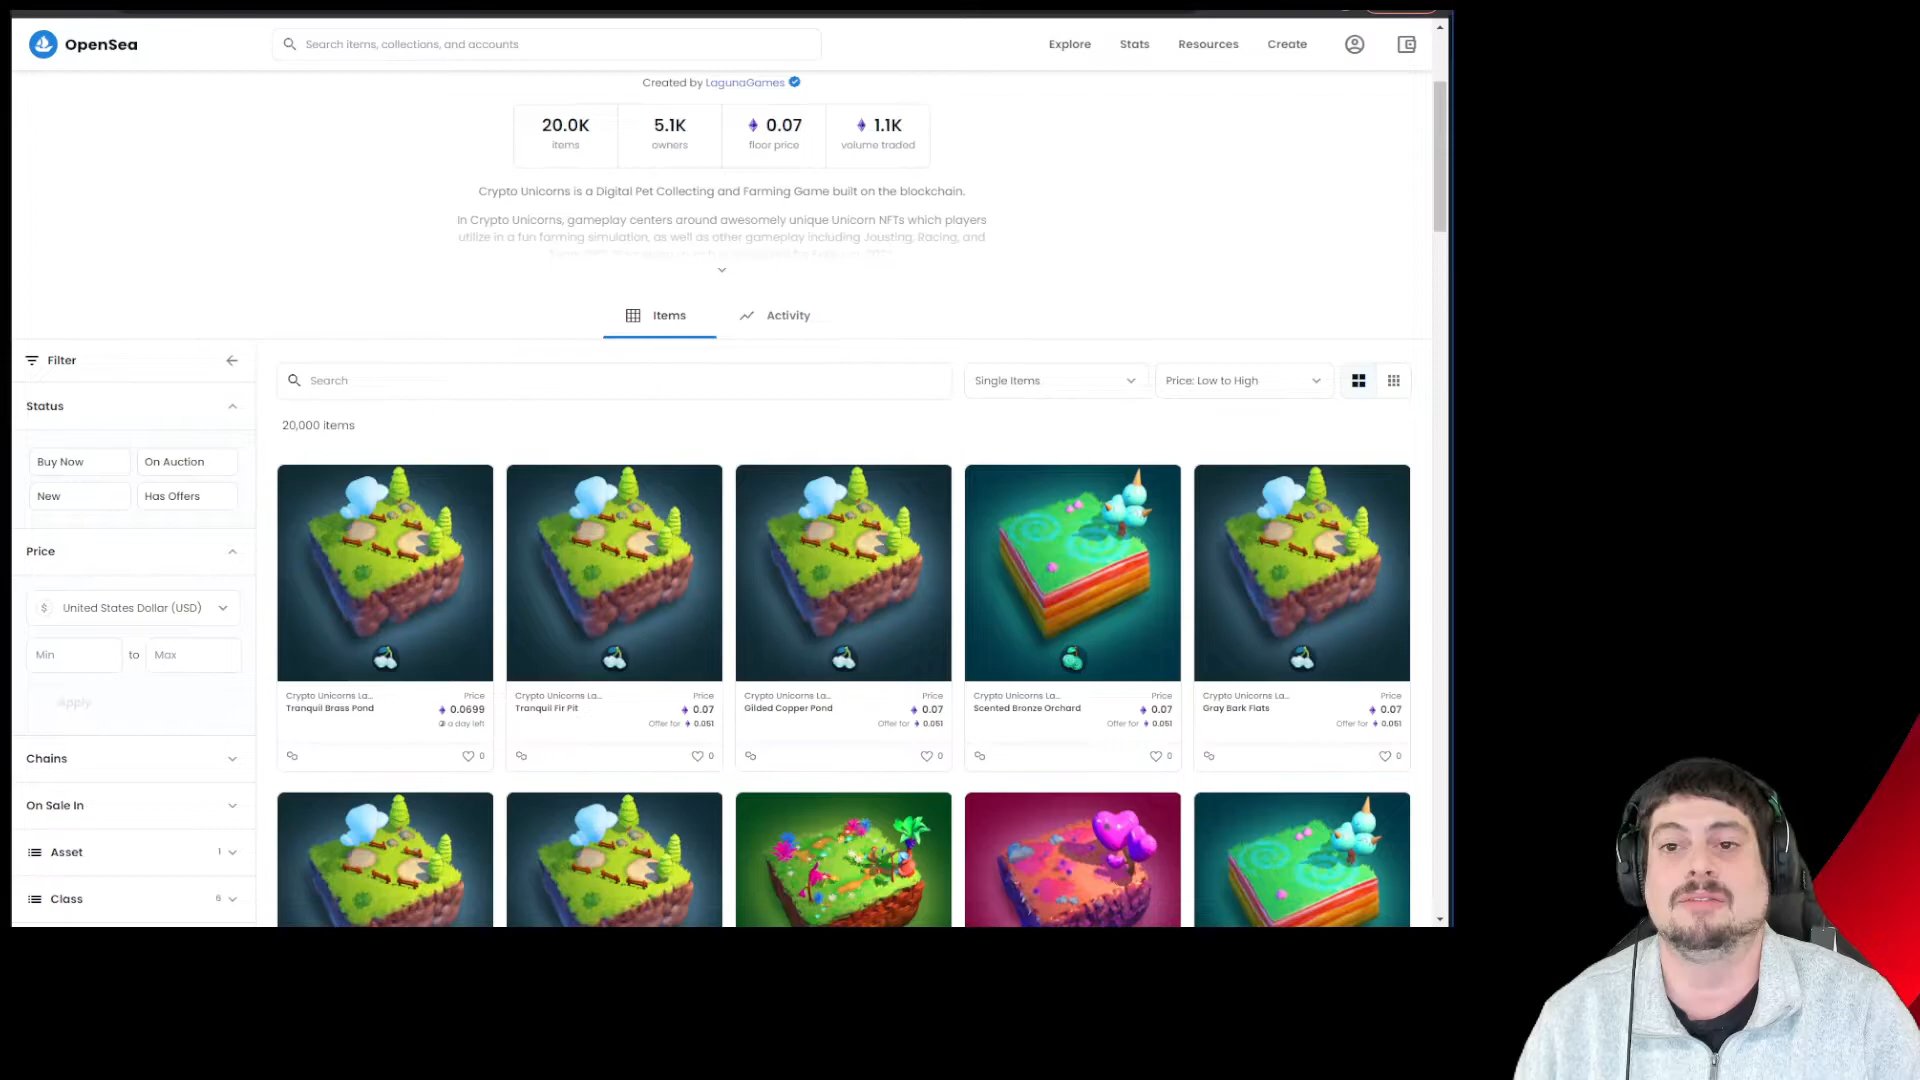 OpenSea
Search items, collections, and accounts
Explore
Stats
Resources
Create
Created by LagunaGames
20.0K
items
5.1K
owners
0.07
floor price
1.1K
volume traded
Crypto Unicorns is a Digital Pet Collecting and Farming Game built on the blockchain.
In Crypto Unicorns, gameplay centers around awesomely unique Unicorn NFTs which players
utilize in a fun farming simulation, as well as other gameplay including Jousting, Racing, and
Items
Activity
Filter
Search
Single Items
Price: Low to High
Status
20,000 items
Buy Now
On Auction
New
Has Offers
Price
$ United States Dollar (USD)
Min
to
Max
Apply
Chains
On Sale In
Asset
1
Class
6
Crypto Unicorns La...
Price
Tranquil Brass Pond
0.0699
a day left
0
Crypto Unicorns La...
Price
Tranquil Fir Pit
0.07
Offer for 0.051
0
Crypto Unicorns La...
Price
Gilded Copper Pond
0.07
Offer for 0.051
0
Crypto Unicorns La...
Price
Scented Bronze Orchard
0.07
Offer for 0.051
0
Crypto Unicorns La...
Price
Gray Bark Flats
0.07
Offer for 0.051
0